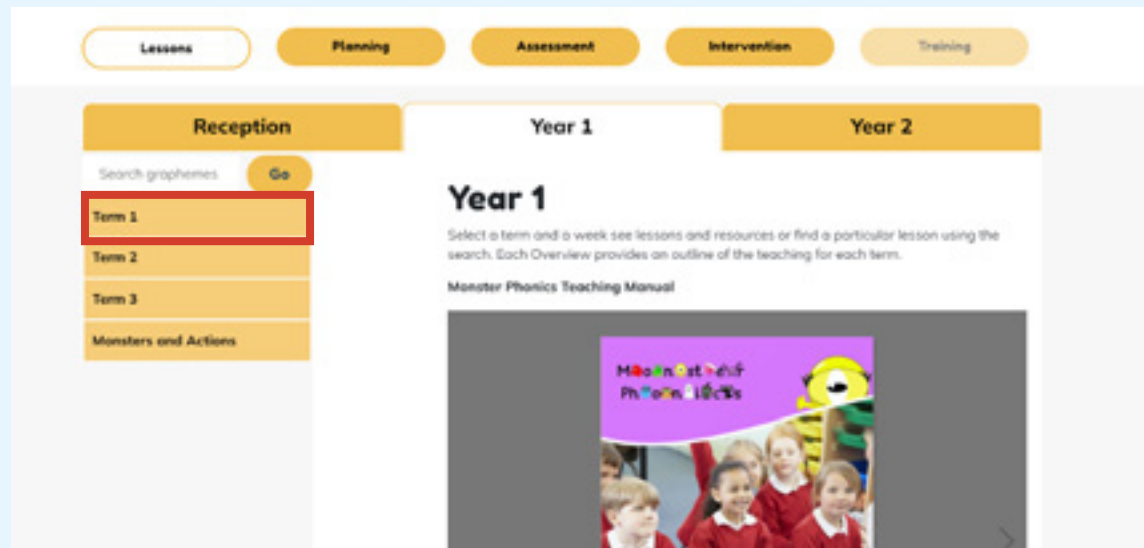 Lessons
Planning
Assessment
Intervention
Training
Reception
Year 1
Year 2
Search graphemes
Go
Term 1
Term 2
Term 3
Monsters and Actions
Year 1
Select a term and a week see lessons and resources or find a particular lesson using the
search. Each Overview provides an outline of the teaching for each term.
Monster Phonics Teaching Manual